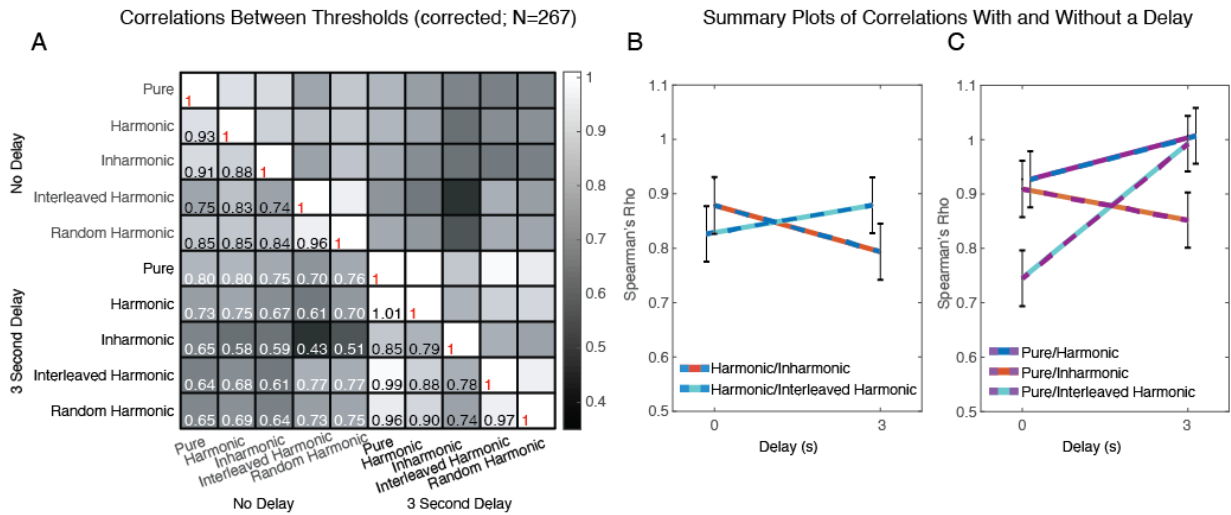 Correlations Between Thresholds (corrected; N=267)
Summary Plots of Correlations With and Without a Delay
A
No Delay
3 Second Delay
Pure
1
Harmonic
0.93 1
Inharmonic
0.91 0.88 1
Interleaved Harmonic
0.75 0.83 0.74 1
Random Harmonic
0.85 0.85 0.84 0.96 1
Pure
0.80 0.80 0.75 0.70 0.76 1
Harmonic
0.73 0.75 0.67 0.61 0.70 1.01 1
Inharmonic
0.65 0.58 0.59 0.43 0.51 0.85 0.79 1
Interleaved Harmonic
0.64 0.68 0.61 0.77 0.77 0.99 0.88 0.78 1
Random Harmonic
0.65 0.69 0.64 0.73 0.75 0.96 0.90 0.74 0.97 1
Pure
Harmonic
Inharmonic
Interleaved Harmonic
Random Harmonic
Pure
Harmonic
Inharmonic
Interleaved Harmonic
Random Harmonic
No Delay
3 Second Delay
1
0.9
0.8
0.7
0.6
0.5
0.4
B
Spearman's Rho
1.1
1
0.9
0.8
0.7
0.6
0.5
Harmonic/Inharmonic
Harmonic/Interleaved Harmonic
0 3
Delay (s)
C
Spearman's Rho
1.1
1
0.9
0.8
0.7
0.6
0.5
Pure/Harmonic
Pure/Inharmonic
Pure/Interleaved Harmonic
0 3
Delay (s)